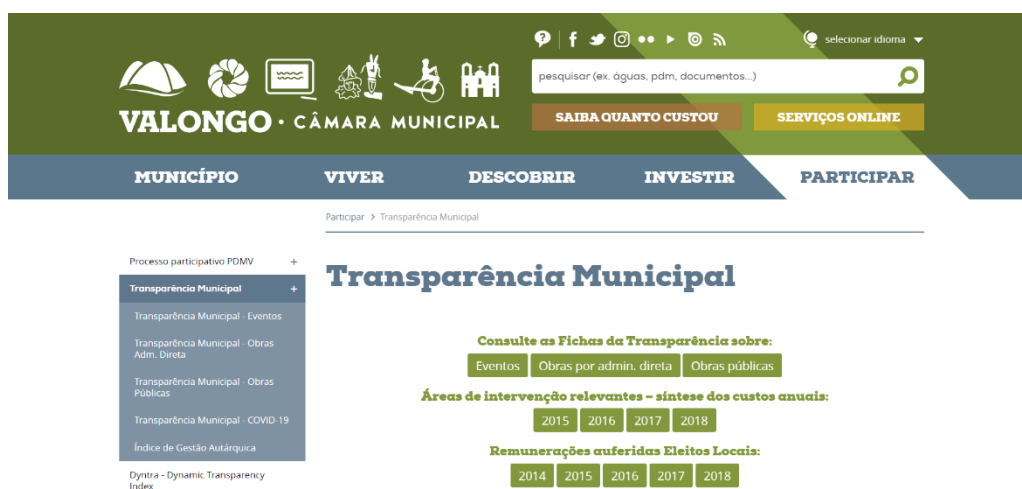 selecionar idioma
pesquisar (ex. águas, pdm, documentos...)
VALONGO · CÂMARA MUNICIPAL
SAIBA QUANTO CUSTOU
SERVIÇOS ONLINE
MUNICÍPIO
VIVER
DESCOBRIR
INVESTIR
PARTICIPAR
Participar > Transparência Municipal
Processo participativo PDMV +
Transparência Municipal +
Transparência Municipal - Eventos
Transparência Municipal - Obras
Adm. Direta
Transparência Municipal - Obras
Públicas
Transparência Municipal - COVID-19
Índice de Gestão Autárquica
Dyntra - Dynamic Transparency
Index
Transparência Municipal
Consulte as Fichas da Transparência sobre:
Eventos
Obras por admin. direta
Obras públicas
Áreas de intervenção relevantes – síntese dos custos anuais:
2015
2016
2017
2018
Remunerações auferidas Eleitos Locais:
2014
2015
2016
2017
2018